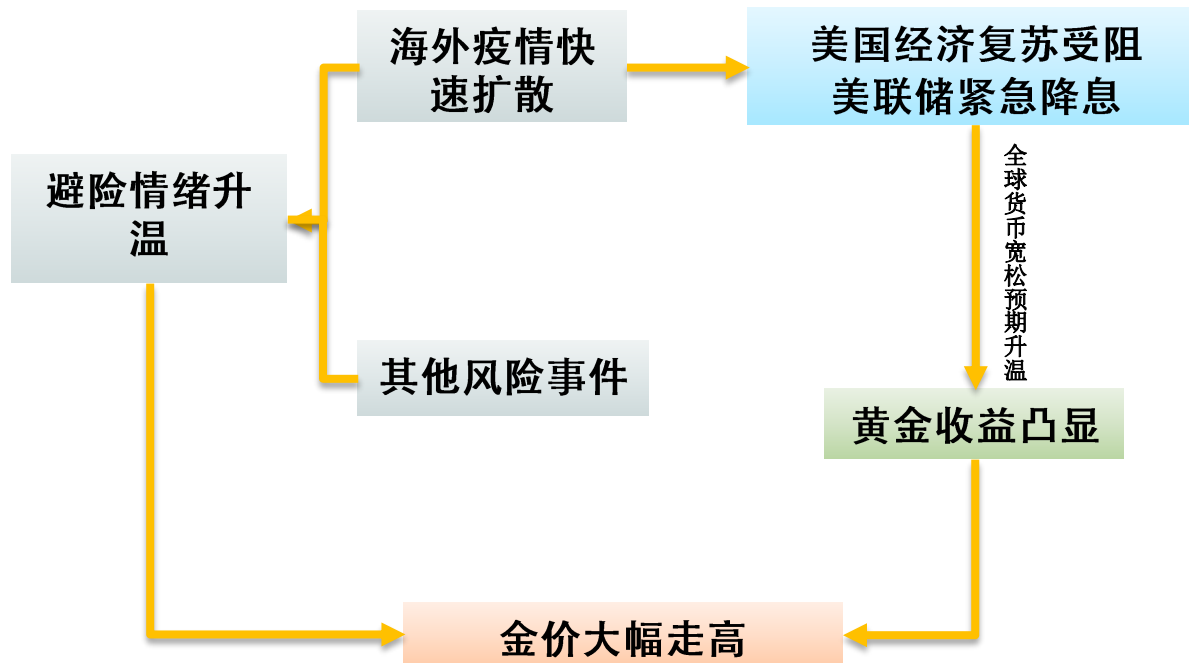 海外疫情快
速扩散
美国经济复苏受阻
美联储紧急降息
避险情绪升
温
全球货币宽松预期升温
其他风险事件
黄金收益凸显
金价大幅走高